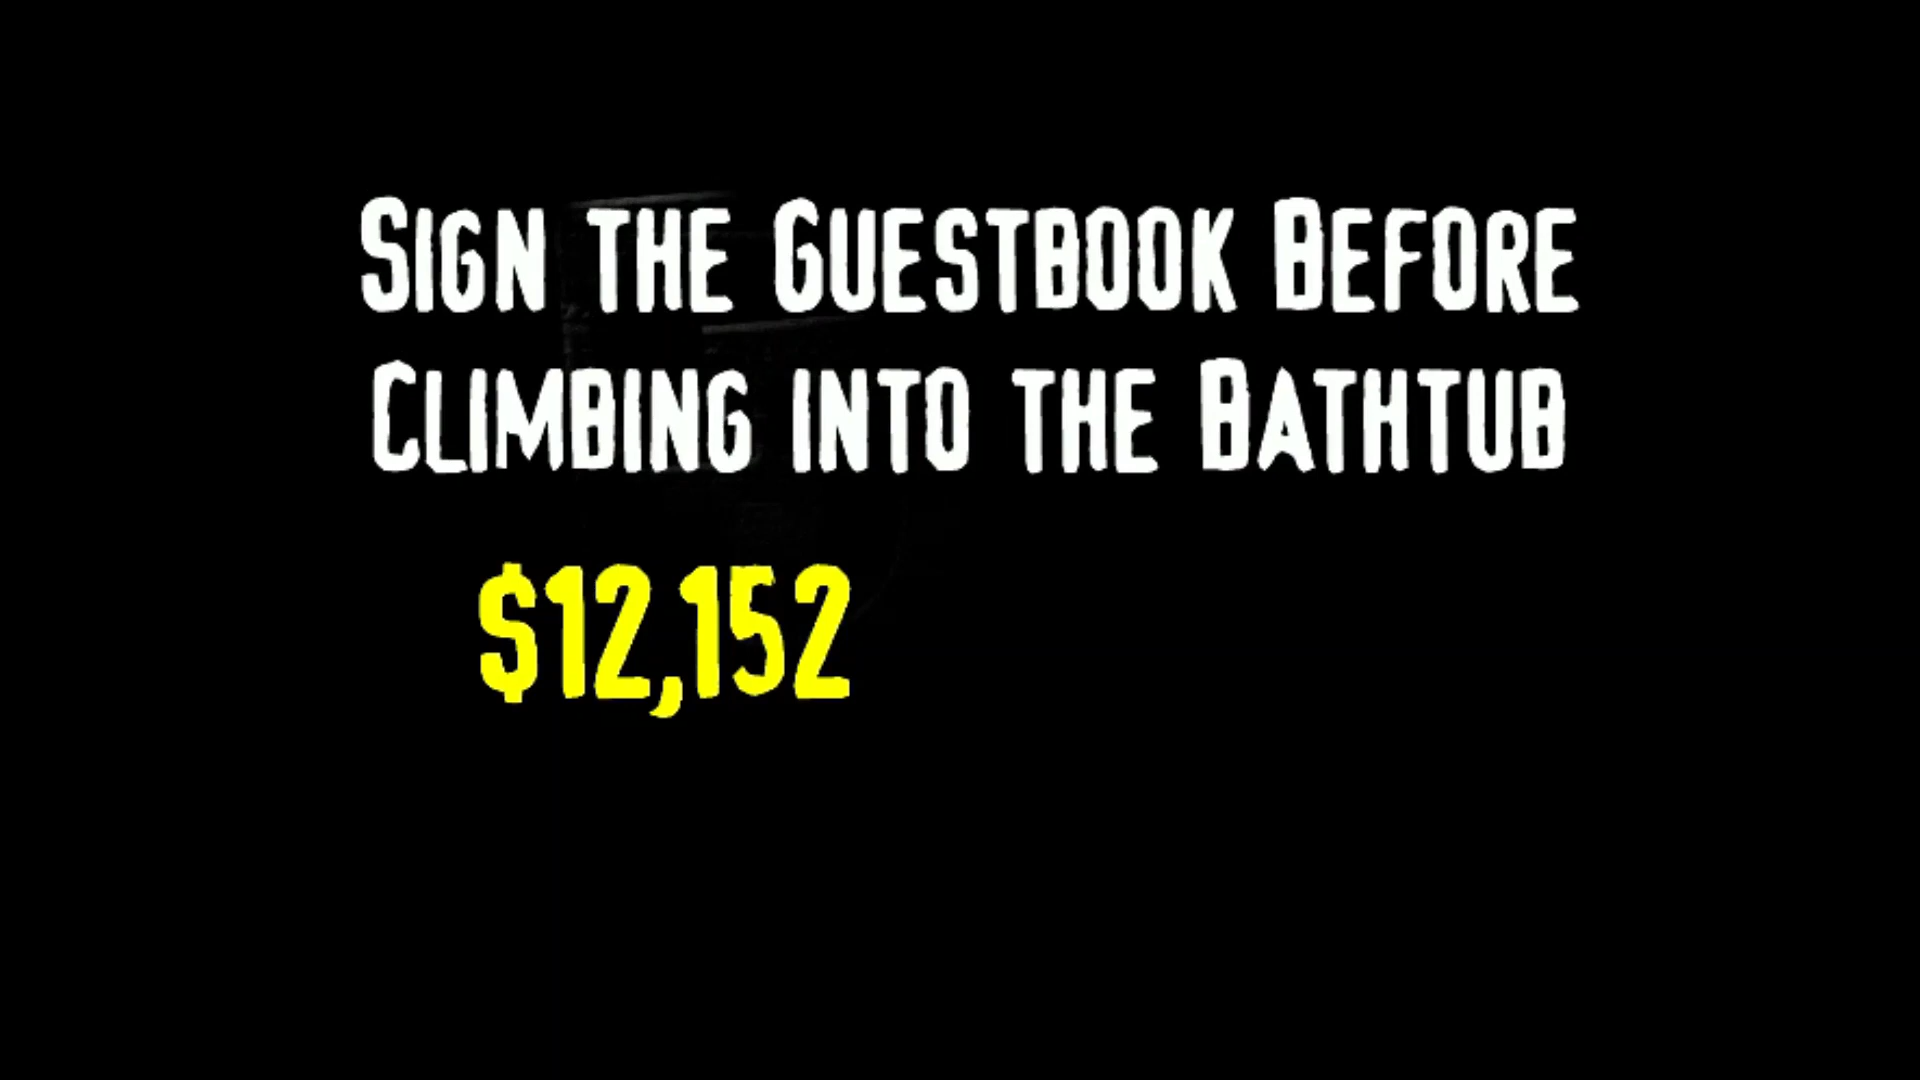 Sign the Guestbook Before
Climbing into the Bathtub
$12,152